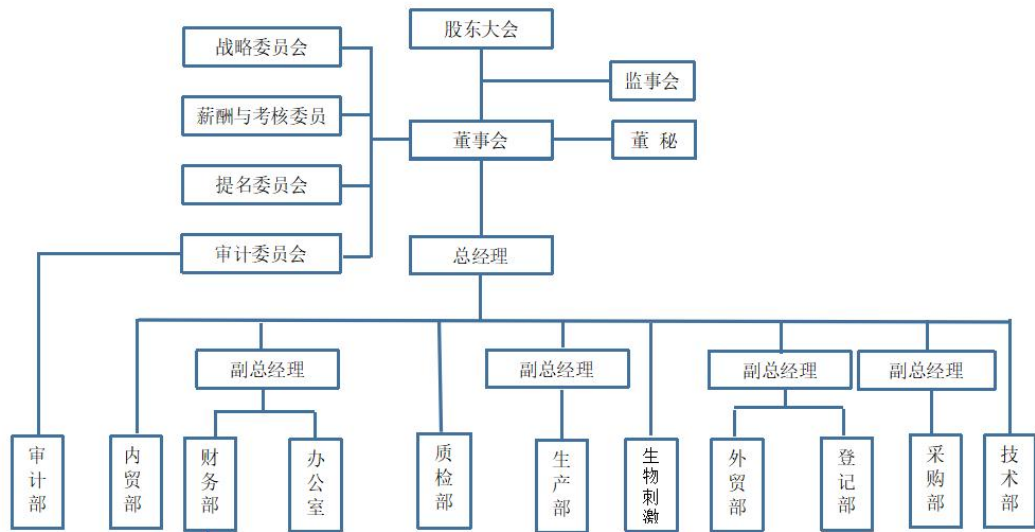 股东大会
战略委员会
监事会
薪酬与考核委员
董事会
董 秘
提名委员会
审计委员会
总经理
副总经理
副总经理
副总经理
副总经理
审计部
内贸部
财务部
办公室
质检部
生产部
生物刺激
外贸部
登记部
采购部
技术部